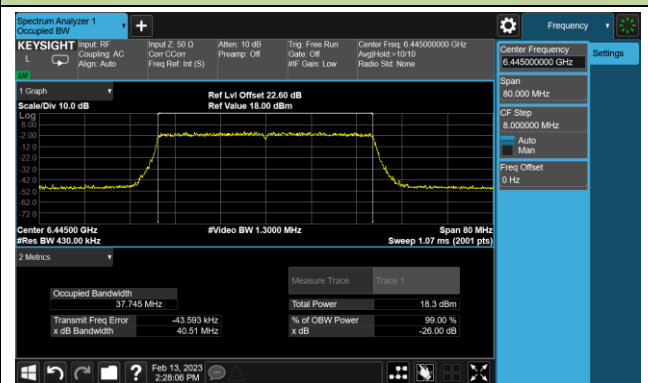 Spectrum Analyzer 1
Occupied BW
Frequency
KEYSIGHT Input: RF Input Z: 50 Ω Atten: 10 dB Trig: Free Run Center Freq: 6.445000000 GHz
L Coupling: AC Corr CCorr Preamp: Off Gate: Off Avg|Hold:>10/10
Align: Auto Freq Ref: Int (S) #IF Gain: Low Radio Std: None
LXI
Center Frequency
6.445000000 GHz
Settings
Span
80.000 MHz
CF Step
8.000000 MHz
Auto
Man
Freq Offset
0 Hz
1 Graph
Scale/Div 10.0 dB
Ref Lvl Offset 22.60 dB
Ref Value 18.00 dBm
Log
8.00
-2.00
-12.0
-22.0
-32.0
-42.0
-52.0
-62.0
-72.0
Center 6.44500 GHz #Video BW 1.3000 MHz Span 80 MHz
#Res BW 430.00 kHz Sweep 1.07 ms (2001 pts)
2 Metrics
Measure Trace Trace 1
Occupied Bandwidth
37.745 MHz
Total Power 18.3 dBm
Transmit Freq Error -43.593 kHz % of OBW Power 99.00 %
x dB Bandwidth 40.51 MHz x dB -26.00 dB
?
Feb 13, 2023
2:28:06 PM